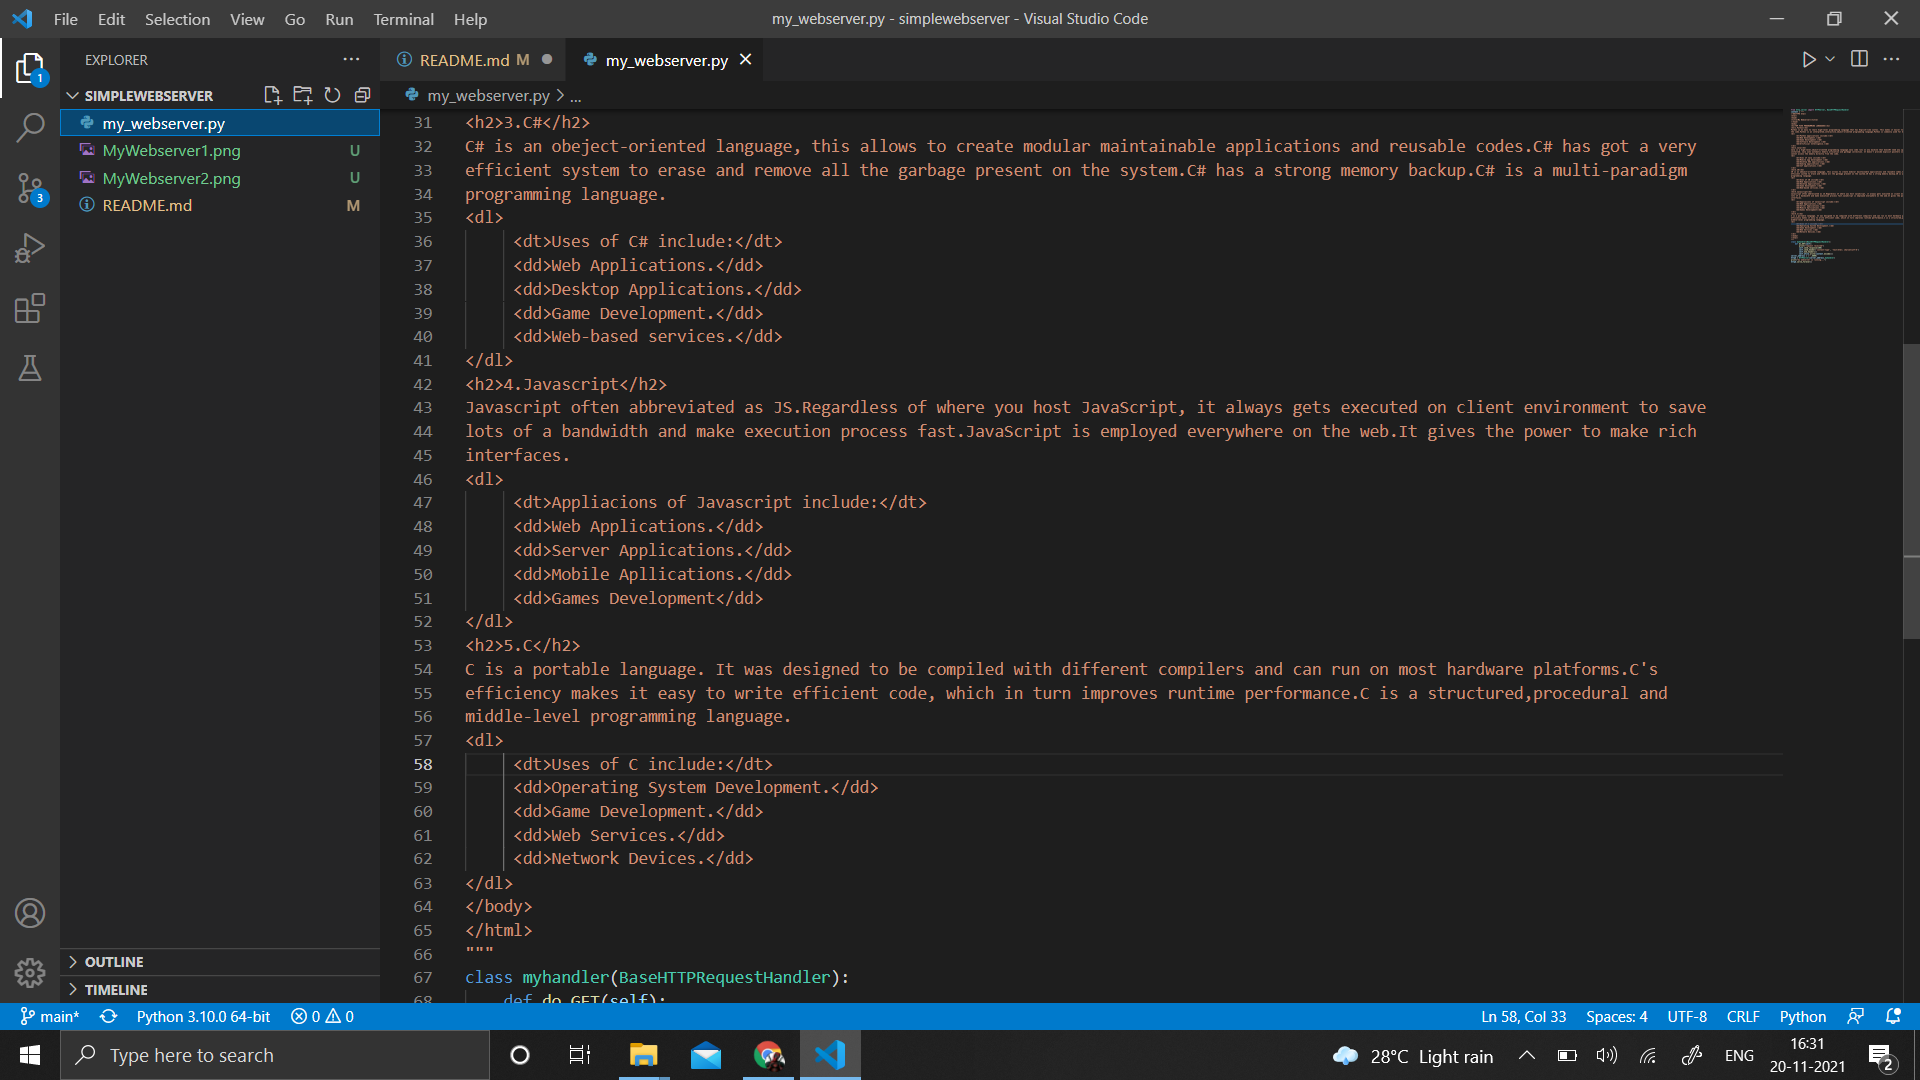 File Edit Selection View Go Run Terminal Help
my_webserver.py - simplewebserver - Visual Studio Code
EXPLORER
README.md M
my_webserver.py
1
SIMPLEWEBSERVER
my_webserver.py > ...
my_webserver.py
MyWebserver1.png U
MyWebserver2.png U
README.md M
3
31 <h2>3.C#</h2>
32 C# is an obeject-oriented language, this allows to create modular maintainable applications and reusable codes.C# has got a very
33 efficient system to erase and remove all the garbage present on the system.C# has a strong memory backup.C# is a multi-paradigm
34 programming language.
35 <dl>
36 <dt>Uses of C# include:</dt>
37 <dd>Web Applications.</dd>
38 <dd>Desktop Applications.</dd>
39 <dd>Game Development.</dd>
40 <dd>Web-based services.</dd>
41 </dl>
42 <h2>4.Javascript</h2>
43 Javascript often abbreviated as JS.Regardless of where you host JavaScript, it always gets executed on client environment to save
44 lots of a bandwidth and make execution process fast.JavaScript is employed everywhere on the web.It gives the power to make rich
45 interfaces.
46 <dl>
47 <dt>Appliacions of Javascript include:</dt>
48 <dd>Web Applications.</dd>
49 <dd>Server Applications.</dd>
50 <dd>Mobile Apllications.</dd>
51 <dd>Games Development</dd>
52 </dl>
53 <h2>5.C</h2>
54 C is a portable language. It was designed to be compiled with different compilers and can run on most hardware platforms.C's
55 efficiency makes it easy to write efficient code, which in turn improves runtime performance.C is a structured,procedural and
56 middle-level programming language.
57 <dl>
58 <dt>Uses of C include:</dt>
59 <dd>Operating System Development.</dd>
60 <dd>Game Development.</dd>
61 <dd>Web Services.</dd>
62 <dd>Network Devices.</dd>
63 </dl>
64 </body>
65 </html>
66 """
67 class myhandler(BaseHTTPRequestHandler):
68 def do_GET(self):
OUTLINE
TIMELINE
main* Python 3.10.0 64-bit 0 0
Ln 58, Col 33 Spaces: 4 UTF-8 CRLF Python
Type here to search
28°C Light rain ENG
16:31
20-11-2021
2